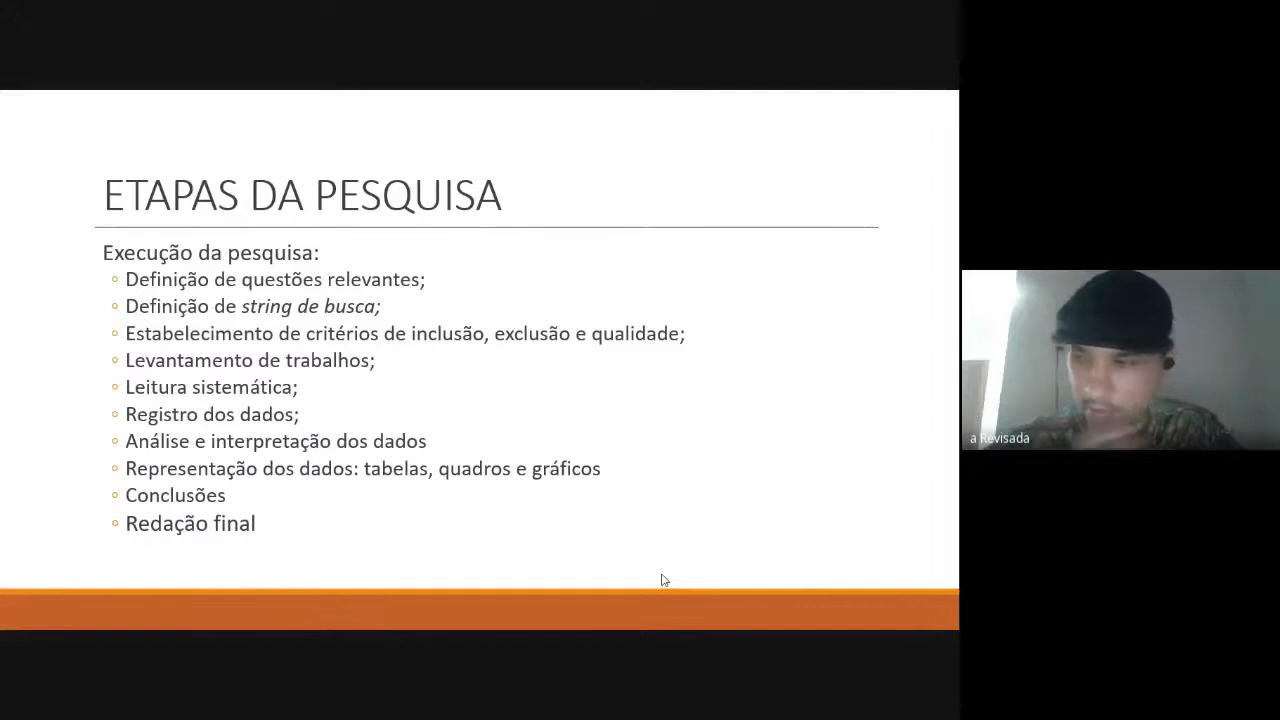 ETAPAS DA PESQUISA
Execução da pesquisa:
◦ Definição de questões relevantes;
◦ Definição de string de busca;
◦ Estabelecimento de critérios de inclusão, exclusão e qualidade;
◦ Levantamento de trabalhos;
◦ Leitura sistemática;
◦ Registro dos dados;
◦ Análise e interpretação dos dados
◦ Representação dos dados: tabelas, quadros e gráficos
◦ Conclusões
◦ Redação final
a Revisada